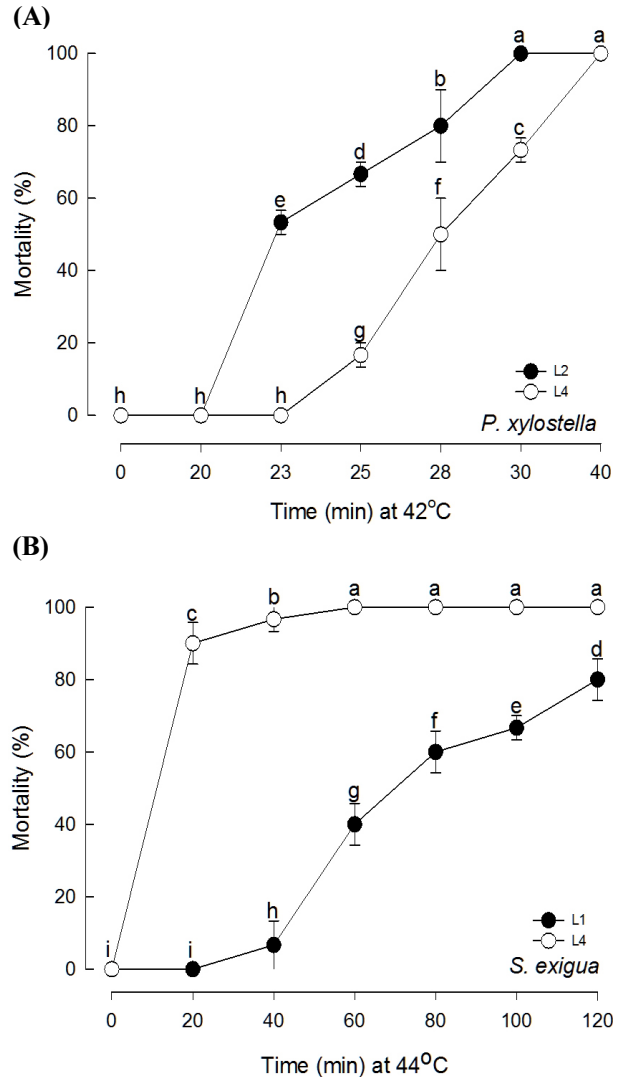 (A)
a a
100
b
80
c
d
Mortality (%)
60
e
f
40
20
g
L2
h h h
L4
0
P. xylostella
0 20 23 25 28 30 40
Time (min) at 42°C
(B)
a a a a
100
b
c
d
80
e
Mortality (%)
f
60
g
40
20
h
L1
i i
L4
0
S. exigua
0 20 40 60 80 100 120
Time (min) at 44°C